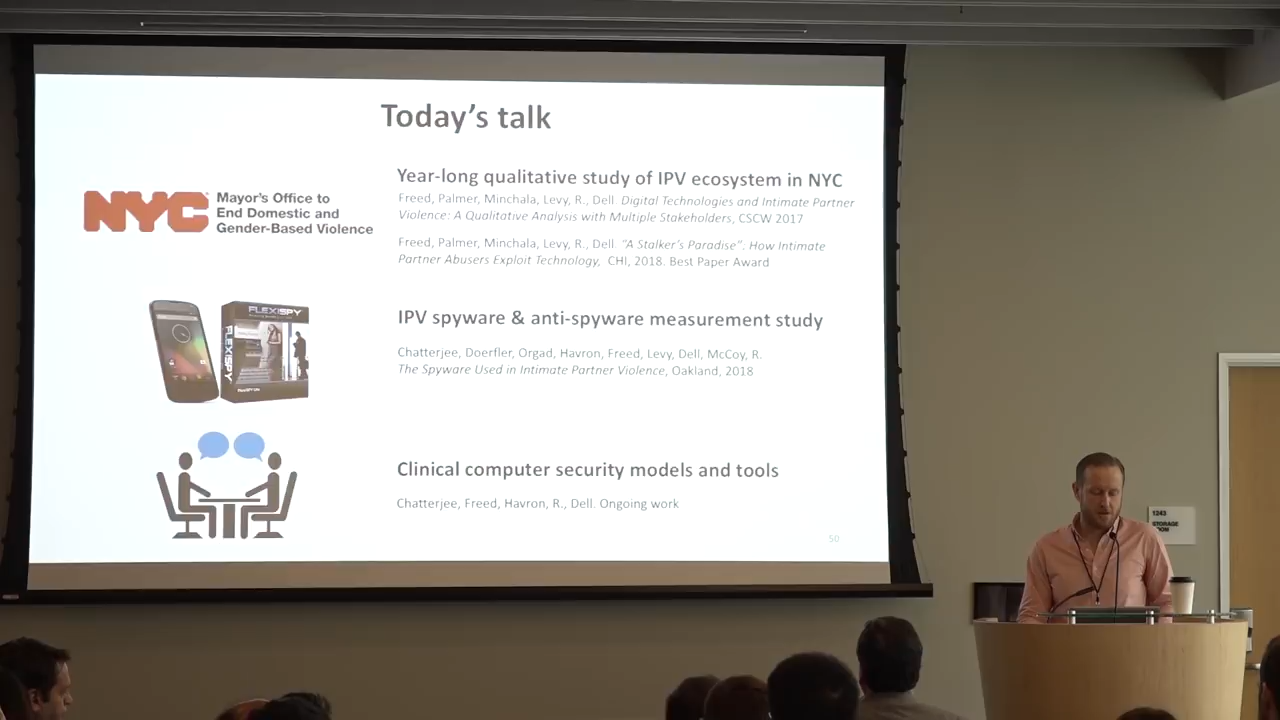 Today's talk
NYC
Mayor's Office to
End Domestic and
Gender-Based Violence
Year-long qualitative study of IPV ecosystem in NYC
Freed, Palmer, Minchala, Levy, R., Dell. Digital Technologies and Intimate Partner
Violence: A Qualitative Analysis with Multiple Stakeholders, CSCW 2017
Freed, Palmer, Minchala, Levy, R., Dell. "A Stalker's Paradise": How Intimate
Partner Abusers Exploit Technology, CHI, 2018. Best Paper Award
FLEXISPY
FLEXISPY
IPV spyware & anti-spyware measurement study
Chatterjee, Doerfler, Orgad, Havron, Freed, Levy, Dell, McCoy, R.
The Spyware Used in Intimate Partner Violence, Oakland, 2018
Clinical computer security models and tools
Chatterjee, Freed, Havron, R., Dell. Ongoing work
50
1243
STORAGE